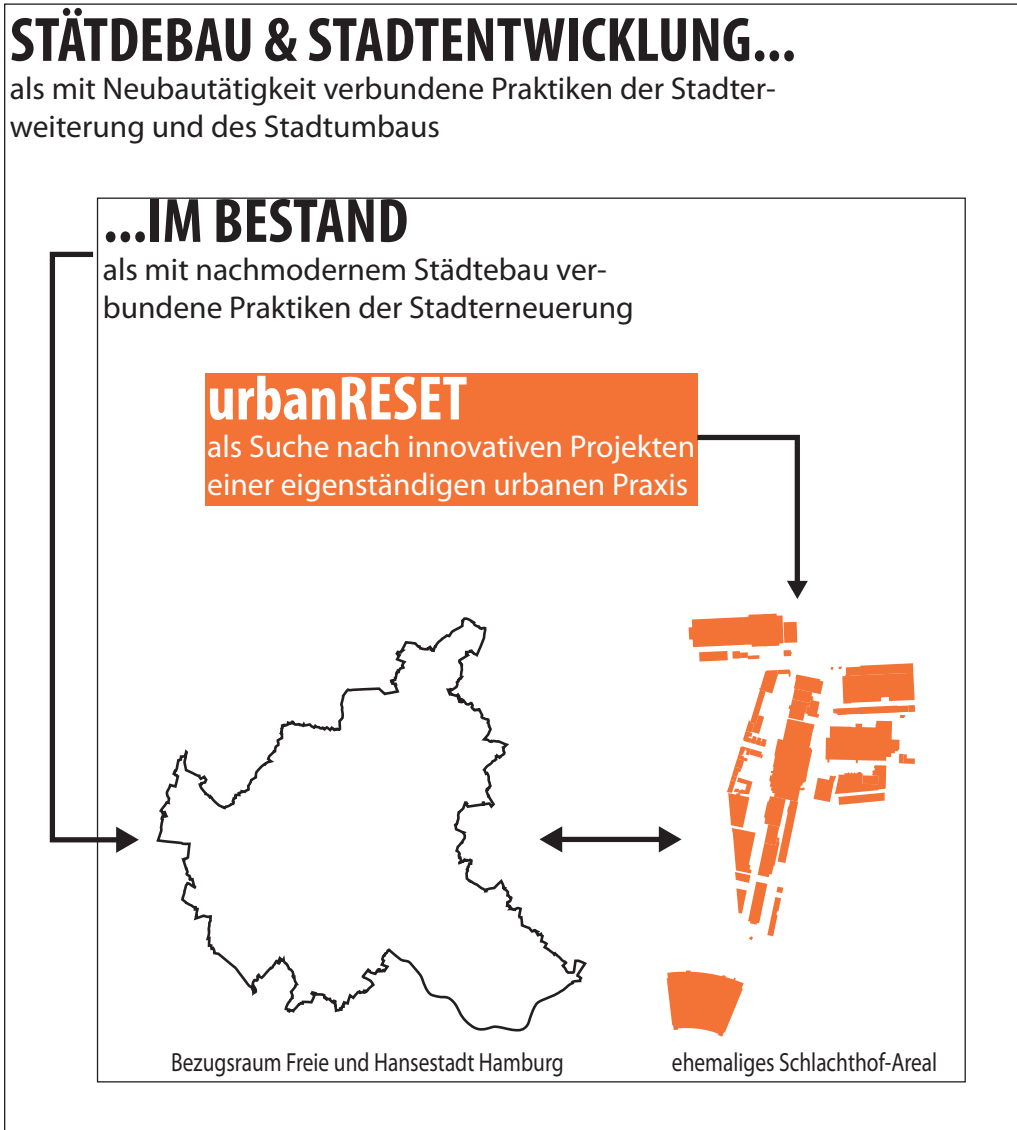 STÄTDEBAU & STADTENTWICKLUNG...
als mit Neubautätigkeit verbundene Praktiken der Stadter-
weiterung und des Stadtumbaus
...IM BESTAND
als mit nachmodernem Städtebau ver-
bundene Praktiken der Stadterneuerung
urbanRESET
als Suche nach innovativen Projekten
einer eigenständigen urbanen Praxis
Bezugsraum Freie und Hansestadt Hamburg
ehemaliges Schlachthof-Areal